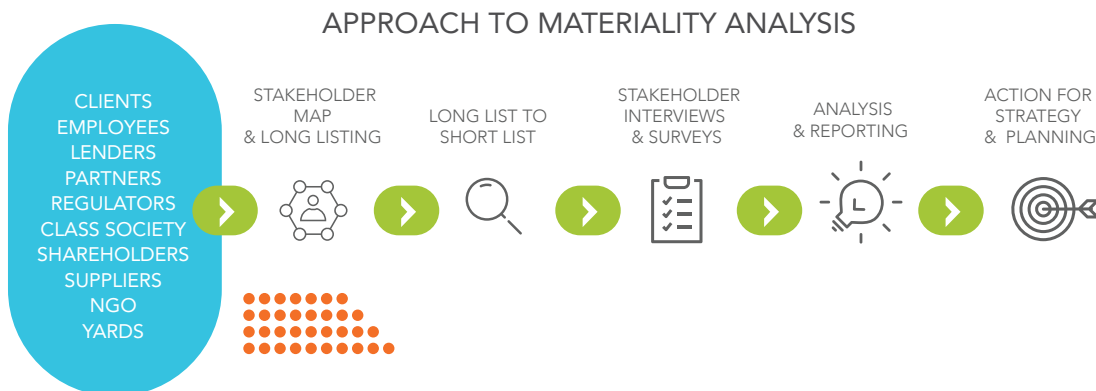 APPROACH TO MATERIALITY ANALYSIS
CLIENTS
EMPLOYEES
LENDERS
PARTNERS
REGULATORS
CLASS SOCIETY
SHAREHOLDERS
SUPPLIERS
NGO
YARDS
STAKEHOLDER
MAP
& LONG LISTING
LONG LIST TO
SHORT LIST
STAKEHOLDER
INTERVIEWS
& SURVEYS
ANALYSIS
& REPORTING
ACTION FOR
STRATEGY
& PLANNING